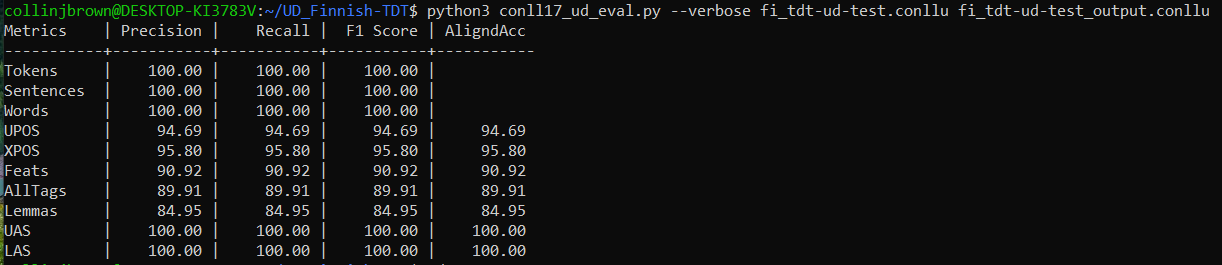 collinjbrown@DESKTOP-KI3783V:~/UD_Finnish-TDT$ python3 conll17_ud_eval.py --verbose fi_tdt-ud-test.conllu fi_tdt-ud-test_output.conllu
Metrics    | Precision |    Recall |  F1 Score | AligndAcc
-----------+-----------+-----------+-----------+-----------
Tokens     |    100.00 |    100.00 |    100.00 |
Sentences  |    100.00 |    100.00 |    100.00 |
Words      |    100.00 |    100.00 |    100.00 |
UPOS       |     94.69 |     94.69 |     94.69 |     94.69
XPOS       |     95.80 |     95.80 |     95.80 |     95.80
Feats      |     90.92 |     90.92 |     90.92 |     90.92
AllTags    |     89.91 |     89.91 |     89.91 |     89.91
Lemmas     |     84.95 |     84.95 |     84.95 |     84.95
UAS        |    100.00 |    100.00 |    100.00 |    100.00
LAS        |    100.00 |    100.00 |    100.00 |    100.00